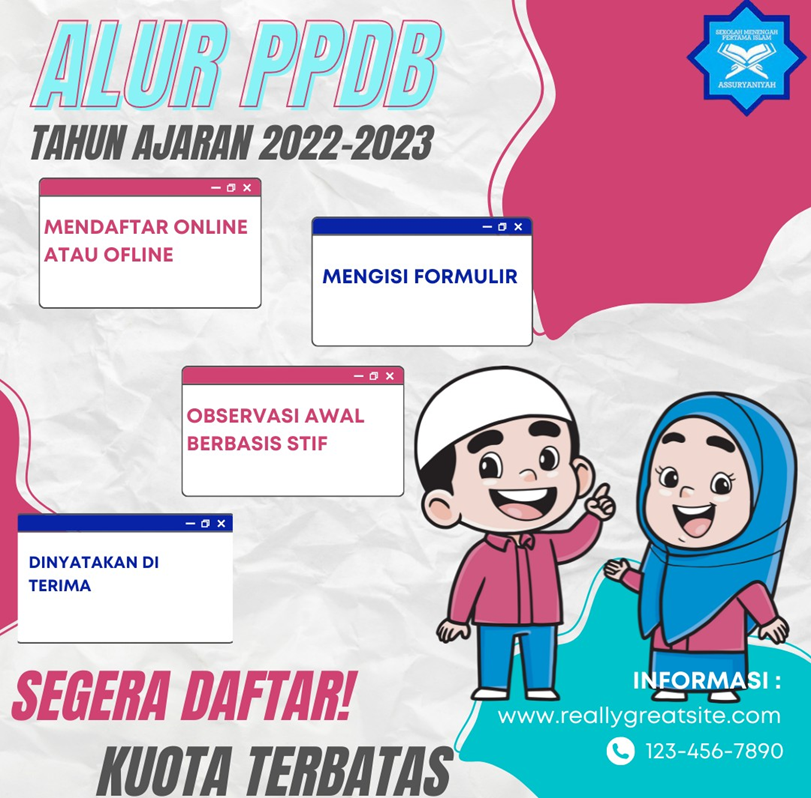 ALUR PPDB
SEKOLAH MENENGAH
PERTAMA ISLAM
ASSURYANIYAH
TAHUN AJARAN 2022-2023
MENDAFTAR ONLINE
ATAU OFLINE
MENGISI FORMULIR
OBSERVASI AWAL
BERBASIS STIF
DINYATAKAN DI
TERIMA
SEGERA DAFTAR!
KUOTA TERBATAS
INFORMASI :
www.reallygreatsite.com
123-456-7890